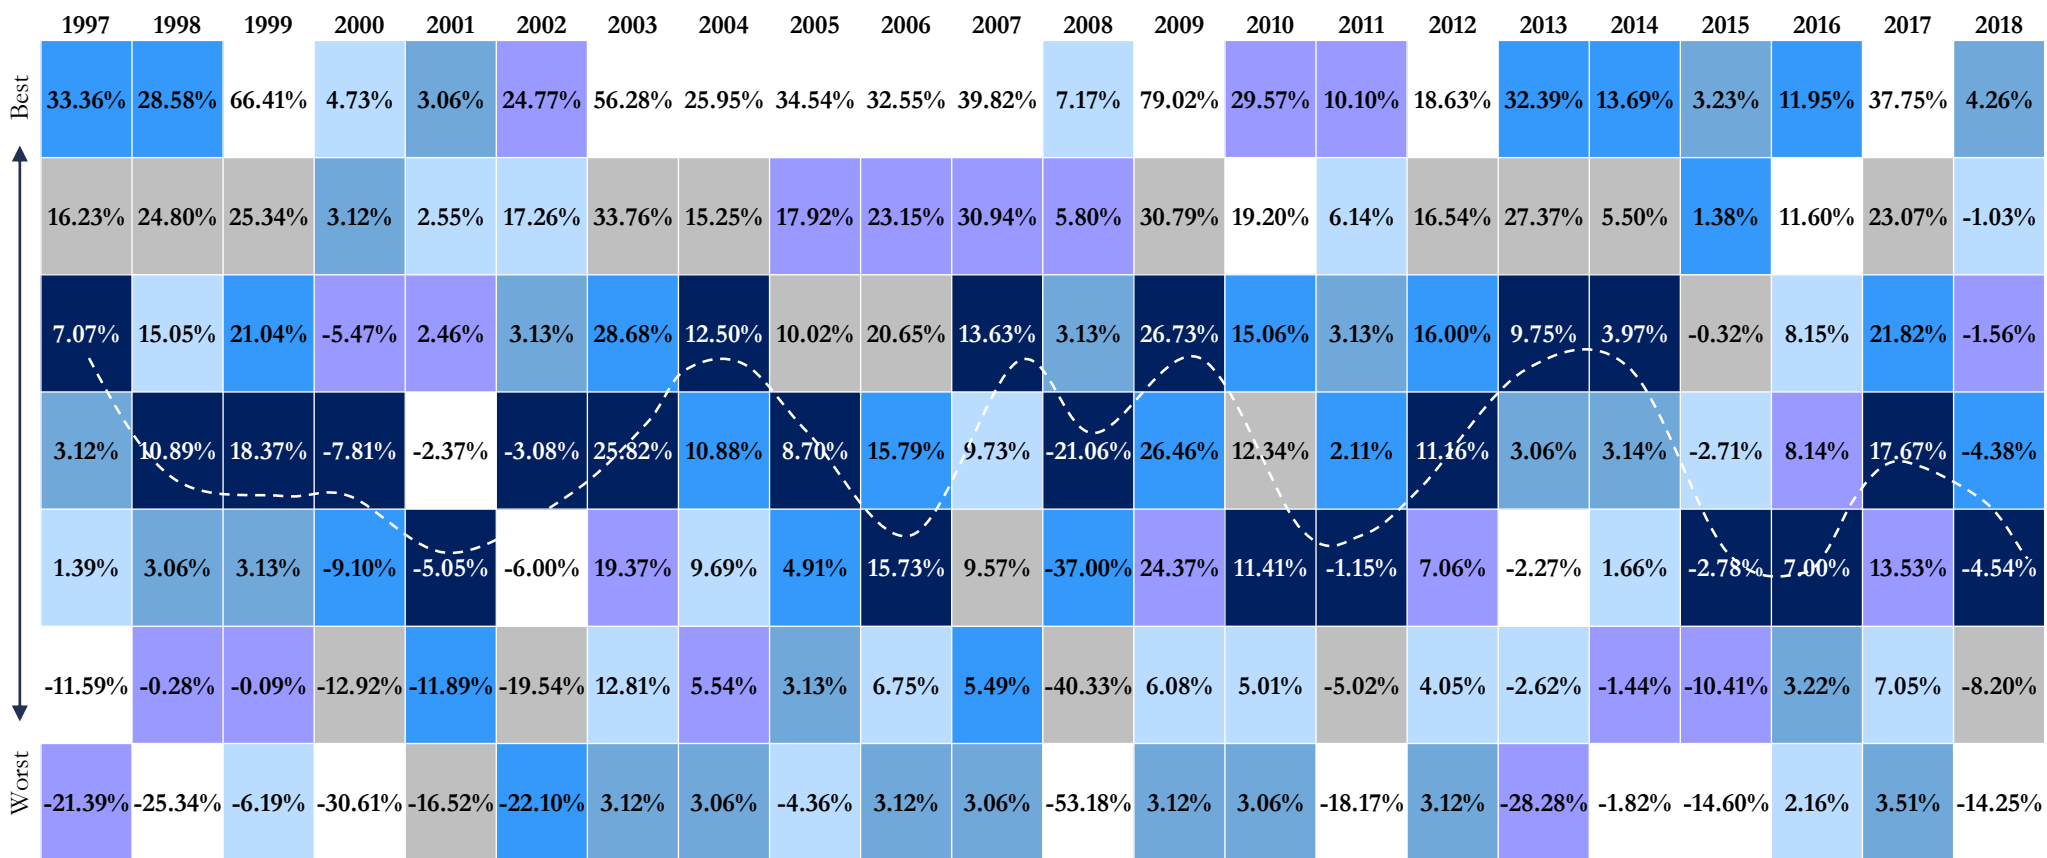 1997 1998 1999 2000 2001 2002 2003 2004 2005 2006 2007 2008 2009 2010 2011 2012 2013 2014 2015 2016 2017 2018
Best
33.36% 28.58% 66.41% 4.73% 3.06% 24.77% 56.28% 25.95% 34.54% 32.55% 39.82% 7.17% 79.02% 29.57% 10.10% 18.63% 32.39% 13.69% 3.23% 11.95% 37.75% 4.26%
16.23% 24.80% 25.34% 3.12% 2.55% 17.26% 33.76% 15.25% 17.92% 23.15% 30.94% 5.80% 30.79% 19.20% 6.14% 16.54% 27.37% 5.50% 1.38% 11.60% 23.07% -1.03%
7.07% 15.05% 21.04% -5.47% 2.46% 3.13% 28.68% 12.50% 10.02% 20.65% 13.63% 3.13% 26.73% 15.06% 3.13% 16.00% 9.75% 3.97% -0.32% 8.15% 21.82% -1.56%
3.12% 10.89% 18.37% -7.81% -2.37% -3.08% 25.82% 10.88% 8.70% 15.79% 9.73% -21.06% 26.46% 12.34% 2.11% 11.16% 3.06% 3.14% -2.71% 8.14% 17.67% -4.38%
1.39% 3.06% 3.13% -9.10% -5.05% -6.00% 19.37% 9.69% 4.91% 15.73% 9.57% -37.00% 24.37% 11.41% -1.15% 7.06% -2.27% 1.66% -2.78% 7.00% 13.53% -4.54%
-11.59% -0.28% -0.09% -12.92% -11.89% -19.54% 12.81% 5.54% 3.13% 6.75% 5.49% -40.33% 6.08% 5.01% -5.02% 4.05% -2.62% -1.44% -10.41% 3.22% 7.05% -8.20%
Worst
-21.39% -25.34% -6.19% -30.61% -16.52% -22.10% 3.12% 3.06% -4.36% 3.12% 3.06% -53.18% 3.12% 3.06% -18.17% 3.12% -28.28% -1.82% -14.60% 2.16% 3.51% -14.25%